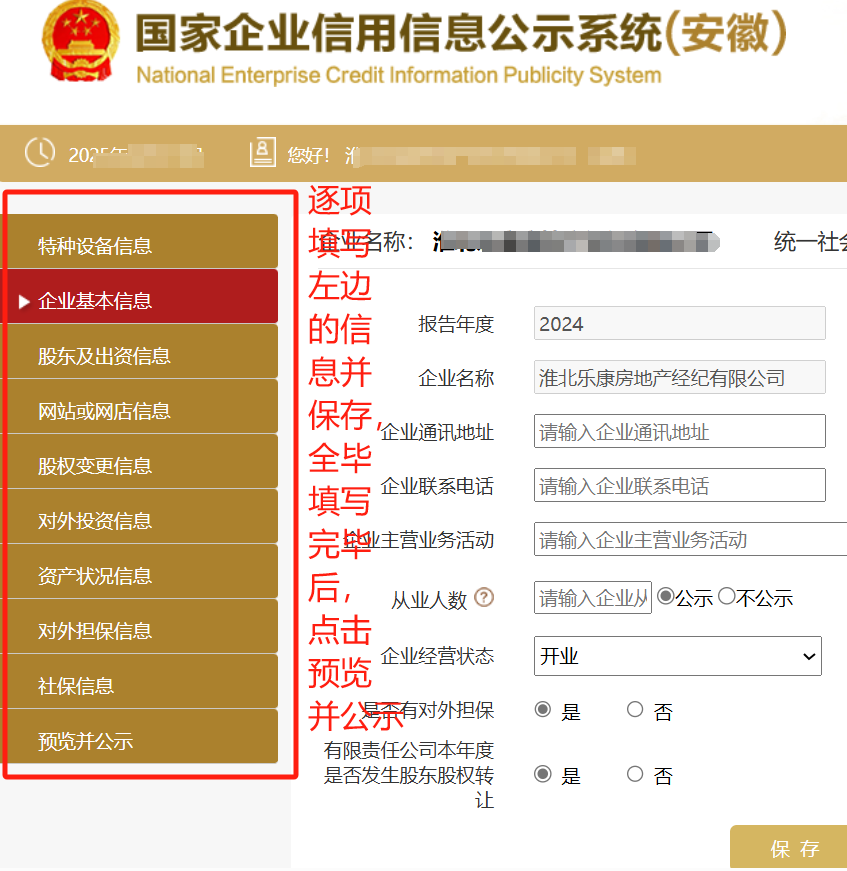 国家企业信用信息公示系统(安徽)
National Enterprise Credit Information Publicity System
2025年
您好！淮
特种设备信息
企业基本信息
股东及出资信息
网站或网店信息
股权变更信息
对外投资信息
资产状况信息
对外担保信息
社保信息
预览并公示
逐项
填写
左边
的信
息并
保存，
全毕
填写
完毕
后，
点击
预览
并公示
企业名称：
统一社会
报告年度 2024
企业名称 淮北乐康房地产经纪有限公司
企业通讯地址 请输入企业通讯地址
企业联系电话 请输入企业联系电话
企业主营业务活动 请输入企业主营业务活动
从业人数 ? 请输入企业从 公示 不公示
企业经营状态 开业
是否有对外担保 是 否
有限责任公司本年度
是否发生股东股权转 是 否
让
保 存